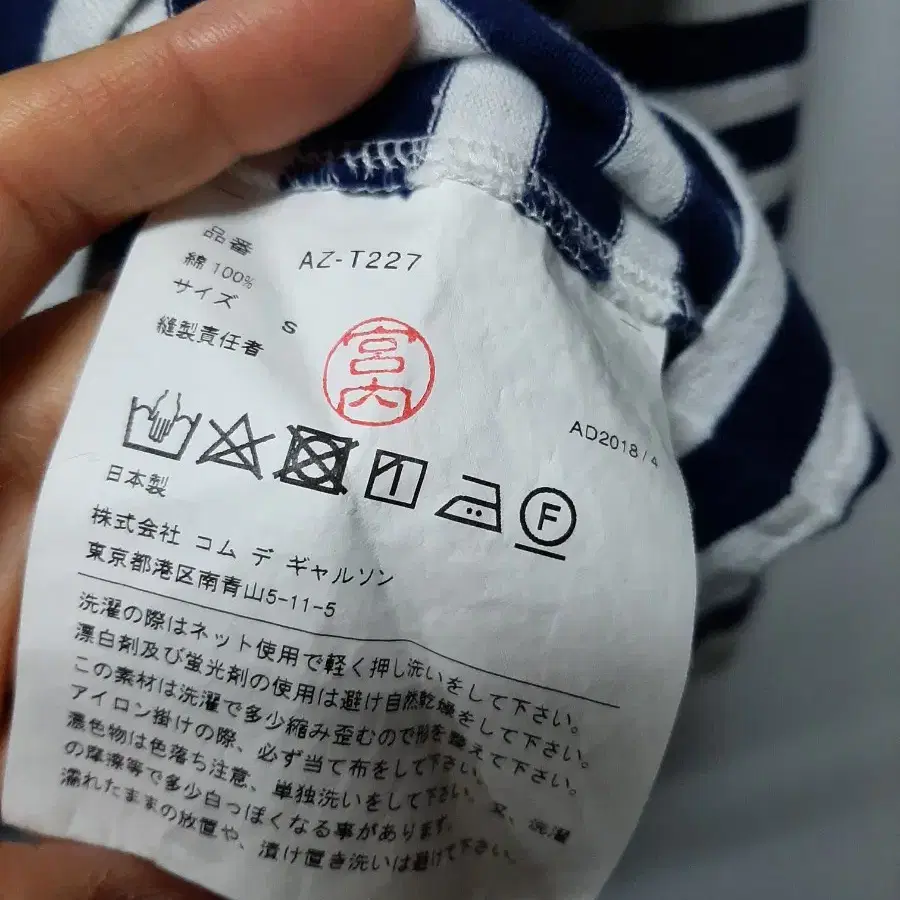 品番 AZ-T227
綿 100%
サイズ S
縫製責任者
宮内
AD2018 / 4
F
日本製
株式会社 コム デ ギャルソン
東京都港区南青山5-11-5
洗濯の際はネット使用で軽く押し洗いをして下さい。
漂白剤及び蛍光剤の使用は避け自然乾燥をして下さい。
この素材は洗濯で多少縮み歪むので形を整えて下さい。
アイロン掛けの際、必ず当て布をして下さい。
濃色物は色落ち注意、単独洗いをして下さい。又、洗濯
の摩擦等で多少白っぽくなる事があります。
濡れたままの放置や、漬け置き洗いは避けて下さい。